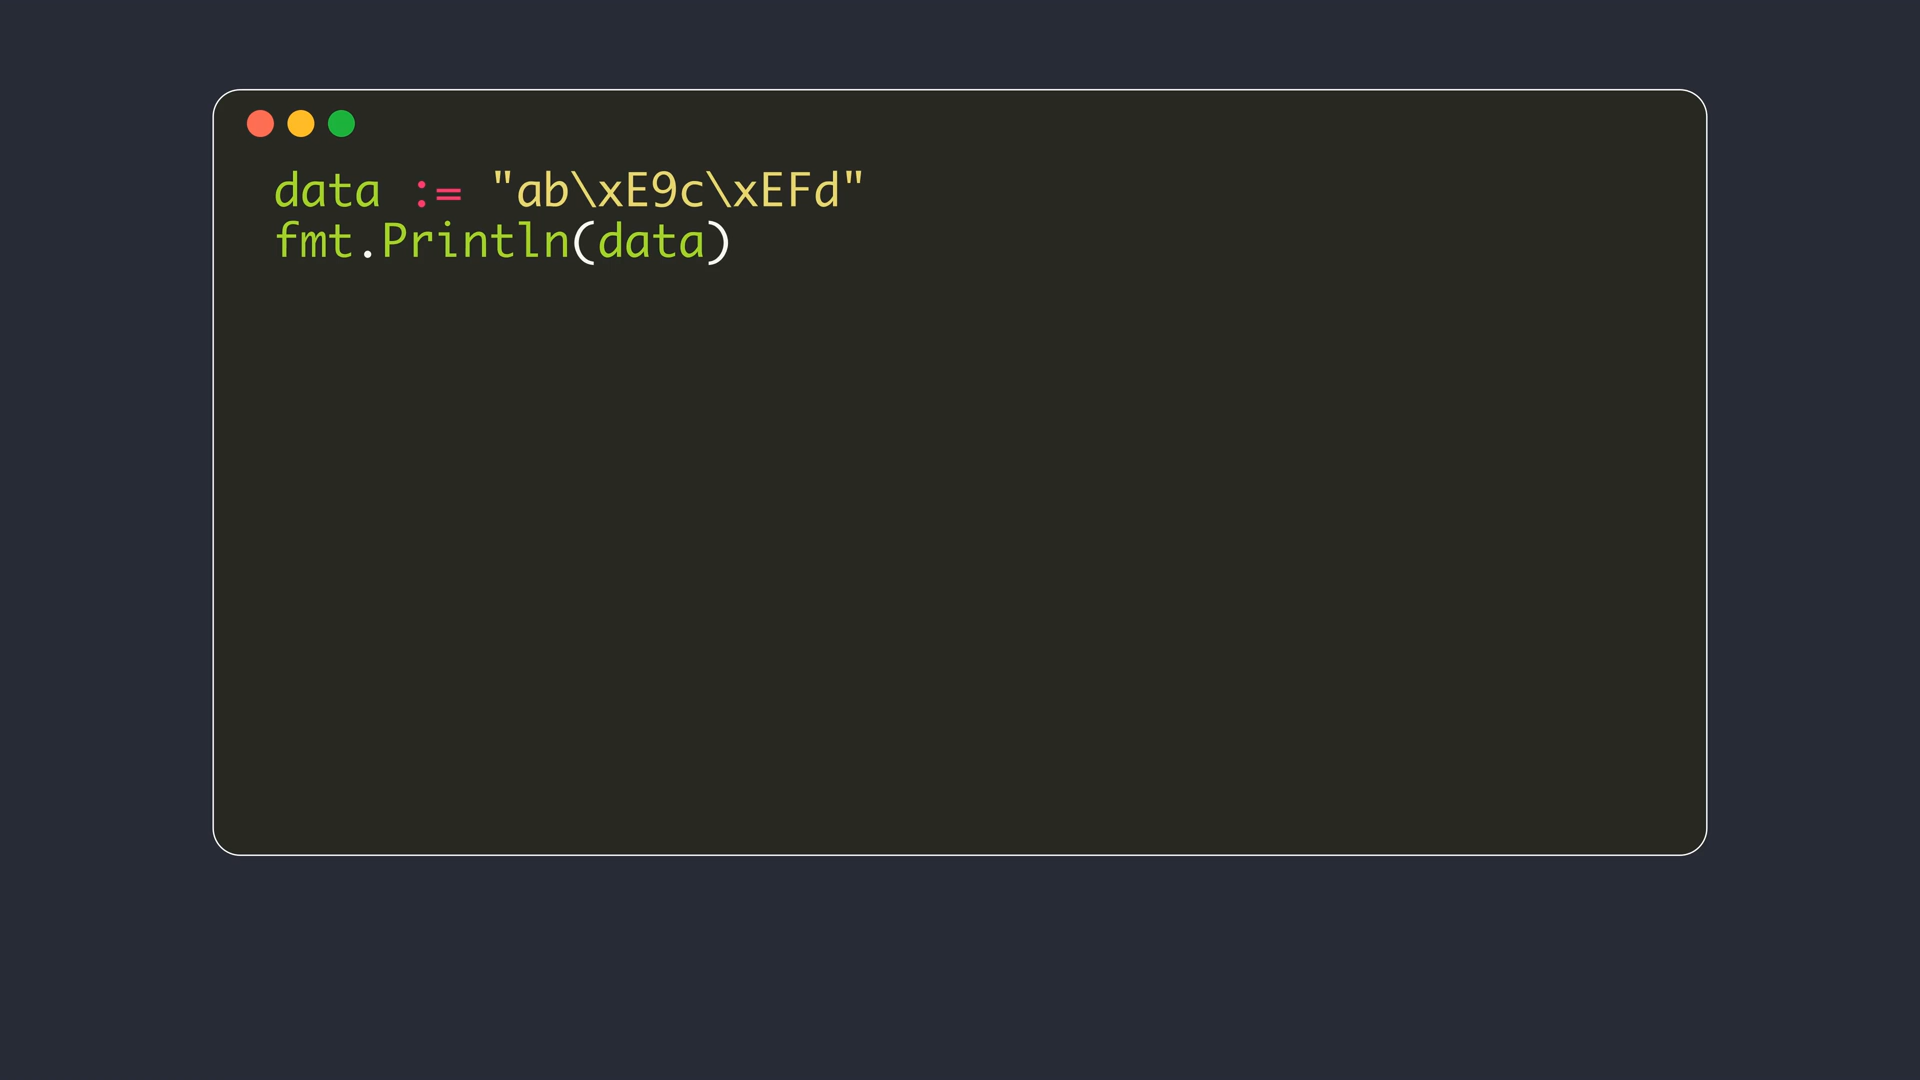 data := "ab\xE9c\xEFd"
fmt.Println(data)